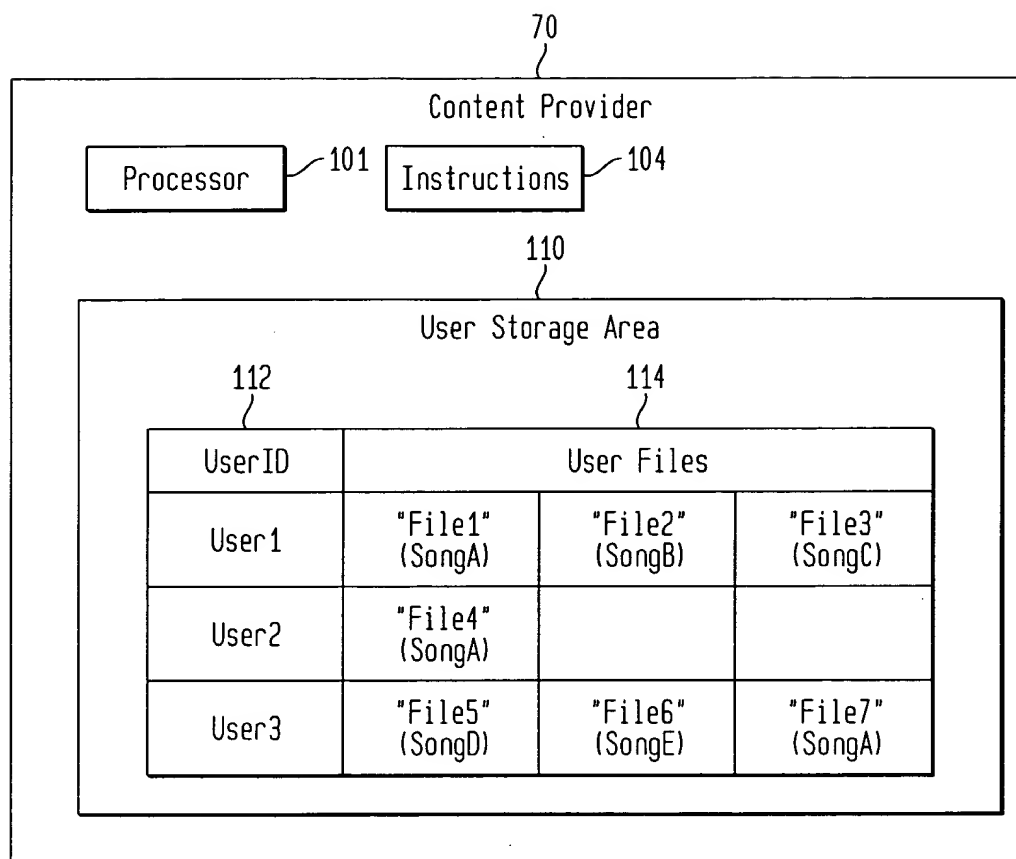 70
Content Provider
Processor
101
Instructions
104
110
User Storage Area
112
114
UserID
User Files
User1
"File1"
(SongA)
"File2"
(SongB)
"File3"
(SongC)
User2
"File4"
(SongA)
User3
"File5"
(SongD)
"File6"
(SongE)
"File7"
(SongA)